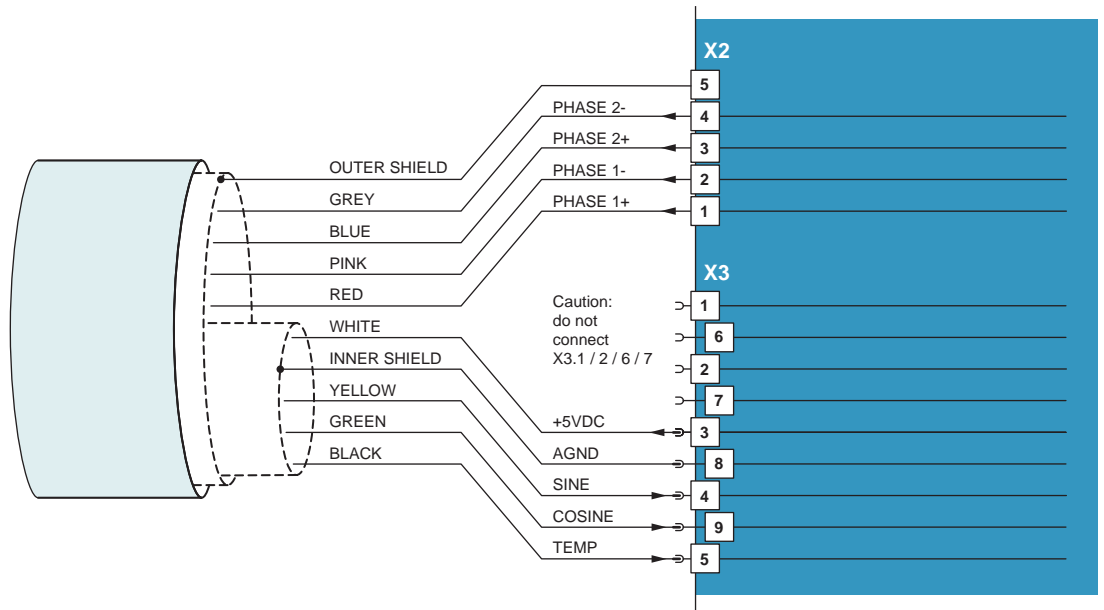 X2
5
PHASE 2-
4
PHASE 2+
3
OUTER SHIELD
PHASE 1-
2
GREY
PHASE 1+
1
BLUE
PINK
X3
RED
Caution:
do not
connect
X3.1 / 2 / 6 / 7
1
WHITE
6
INNER SHIELD
2
YELLOW
7
GREEN
+5VDC
3
BLACK
AGND
8
SINE
4
COSINE
9
TEMP
5